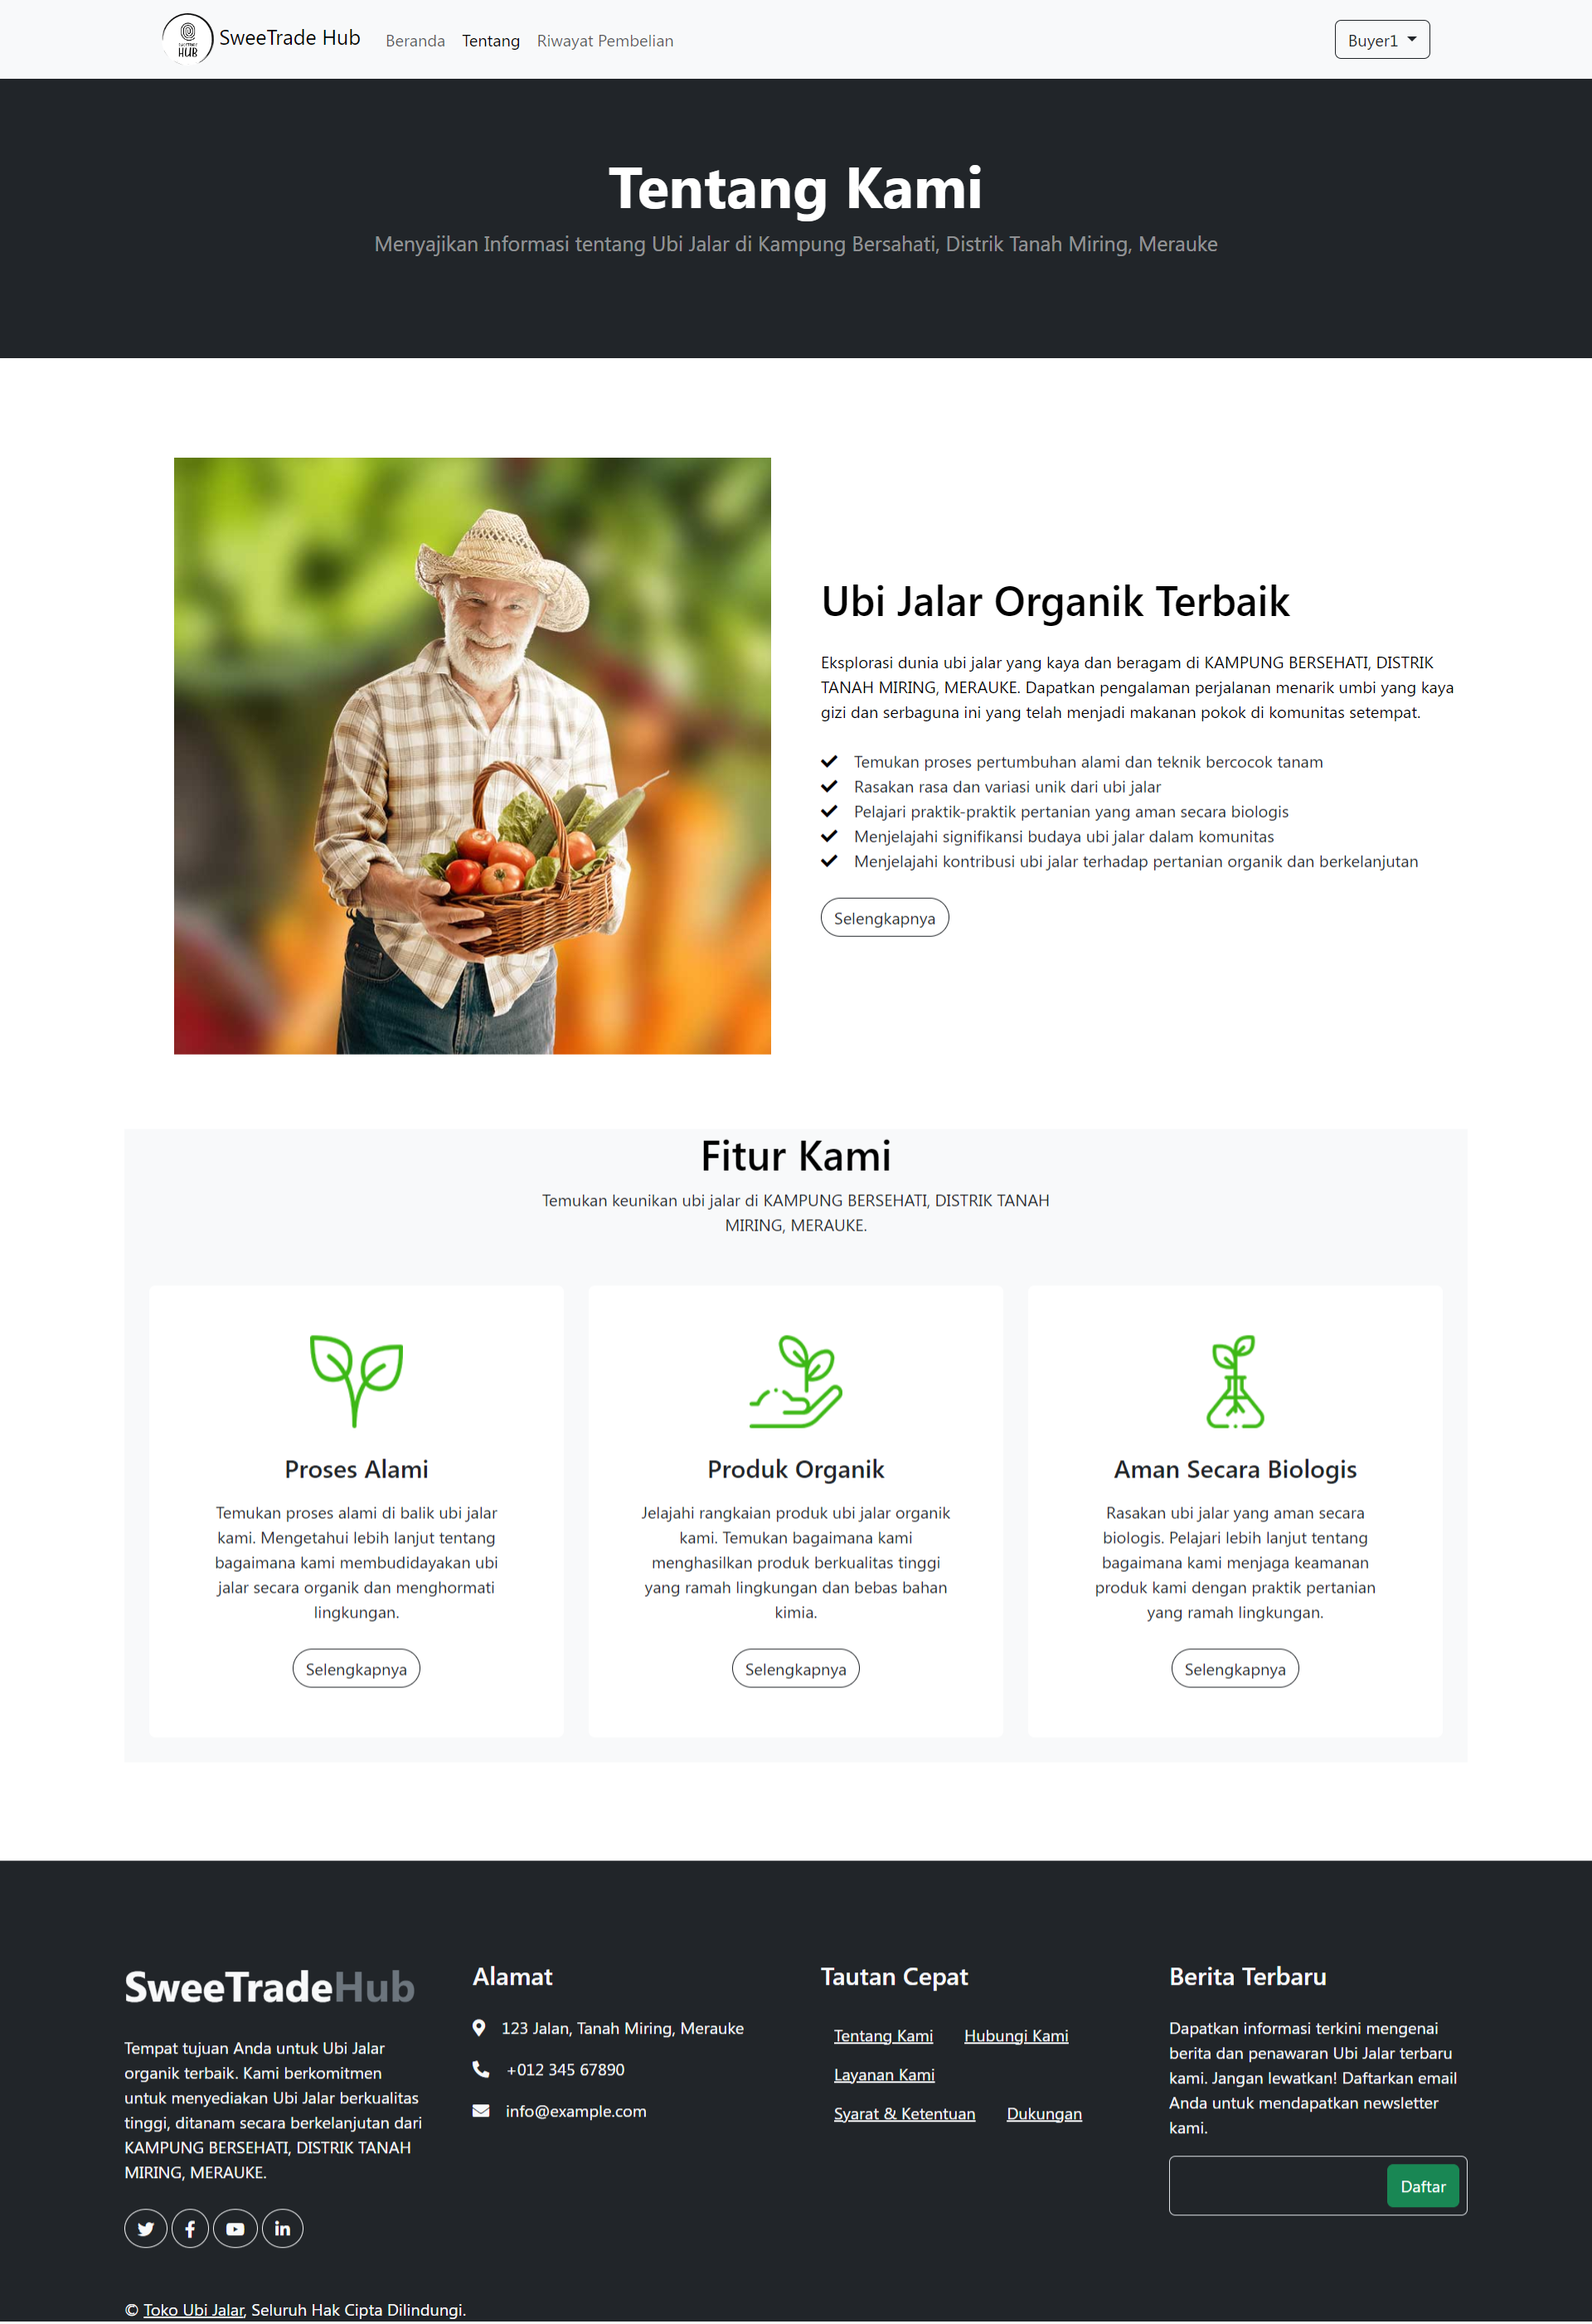 SweeTrade Hub
Beranda
Tentang
Riwayat Pembelian
Buyer1
Tentang Kami
Menyajikan Informasi tentang Ubi Jalar di Kampung Bersahati, Distrik Tanah Miring, Merauke
Ubi Jalar Organik Terbaik
Eksplorasi dunia ubi jalar yang kaya dan beragam di KAMPUNG BERSEHATI, DISTRIK
TANAH MIRING, MERAUKE. Dapatkan pengalaman perjalanan menarik umbi yang kaya
gizi dan serbaguna ini yang telah menjadi makanan pokok di komunitas setempat.
Temukan proses pertumbuhan alami dan teknik bercocok tanam
Rasakan rasa dan variasi unik dari ubi jalar
Pelajari praktik-praktik pertanian yang aman secara biologis
Menjelajahi signifikansi budaya ubi jalar dalam komunitas
Menjelajahi kontribusi ubi jalar terhadap pertanian organik dan berkelanjutan
Selengkapnya
Fitur Kami
Temukan keunikan ubi jalar di KAMPUNG BERSEHATI, DISTRIK TANAH
MIRING, MERAUKE.
Proses Alami
Temukan proses alami di balik ubi jalar
kami. Mengetahui lebih lanjut tentang
bagaimana kami membudidayakan ubi
jalar secara organik dan menghormati
lingkungan.
Selengkapnya
Produk Organik
Jelajahi rangkaian produk ubi jalar organik
kami. Temukan bagaimana kami
menghasilkan produk berkualitas tinggi
yang ramah lingkungan dan bebas bahan
kimia.
Selengkapnya
Aman Secara Biologis
Rasakan ubi jalar yang aman secara
biologis. Pelajari lebih lanjut tentang
bagaimana kami menjaga keamanan
produk kami dengan praktik pertanian
yang ramah lingkungan.
Selengkapnya
SweeTradeHub
Tempat tujuan Anda untuk Ubi Jalar
organik terbaik. Kami berkomitmen
untuk menyediakan Ubi Jalar berkualitas
tinggi, ditanam secara berkelanjutan dari
KAMPUNG BERSEHATI, DISTRIK TANAH
MIRING, MERAUKE.
Alamat
123 Jalan, Tanah Miring, Merauke
+012 345 67890
info@example.com
Tautan Cepat
Tentang Kami
Hubungi Kami
Layanan Kami
Syarat & Ketentuan
Dukungan
Berita Terbaru
Dapatkan informasi terkini mengenai
berita dan penawaran Ubi Jalar terbaru
kami. Jangan lewatkan! Daftarkan email
Anda untuk mendapatkan newsletter
kami.
Daftar
© Toko Ubi Jalar, Seluruh Hak Cipta Dilindungi.